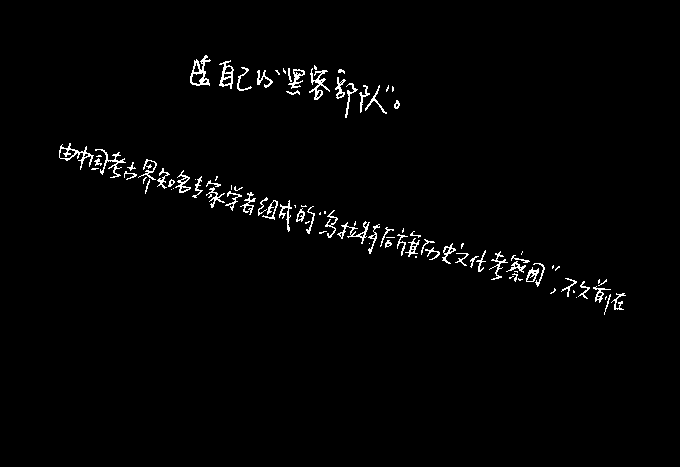 自己的“黑客部队”。
由中国考古界知名专家学者组成的“乌拉特后旗历史文化考察团”，不久前在